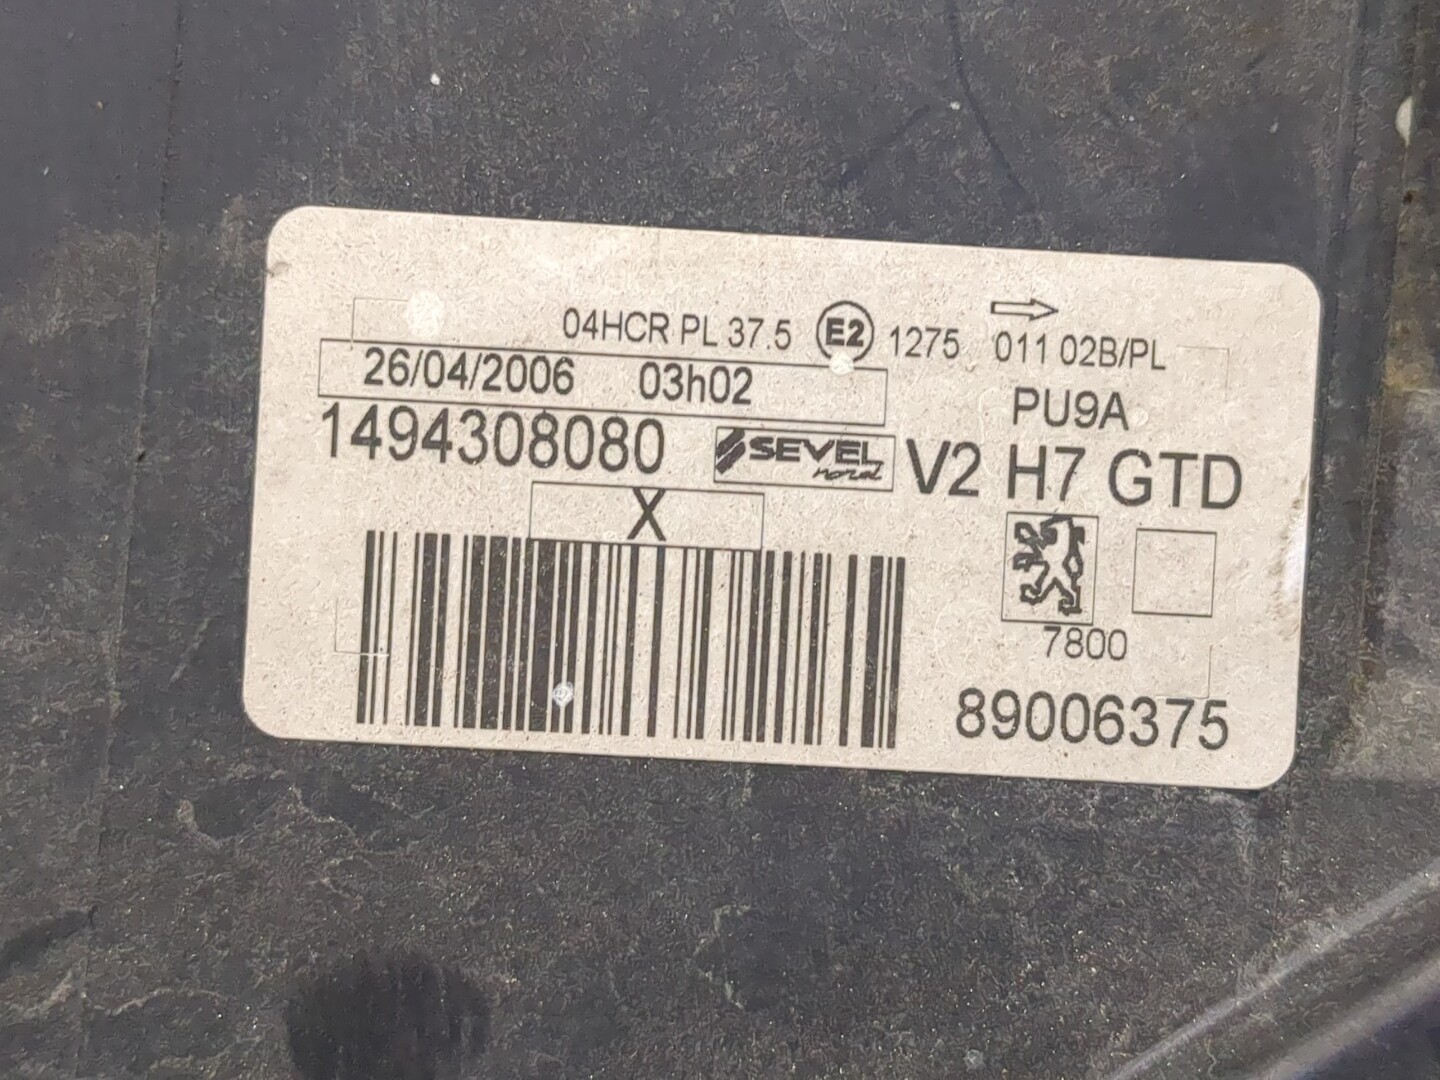 04HCR PL 37.5 E2 1275 011 02B/PL
26/04/2006 03h02 PU9A
1494308080 SEVEL nord V2 H7 GTD
X
7800
89006375